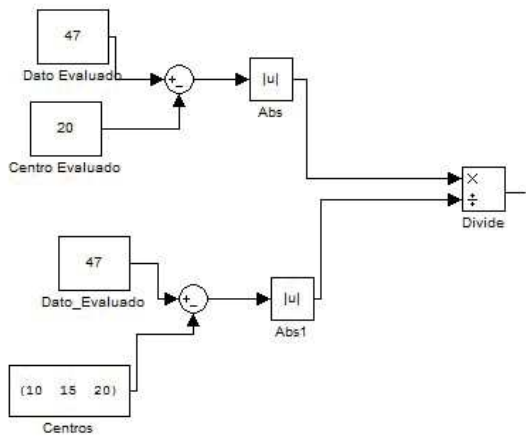 47
Dato Evaluado
+
−
|u|
Abs
20
Centro Evaluado
×
÷
Divide
47
Dato_Evaluado
+
−
|u|
Abs1
(10 15 20)
Centros